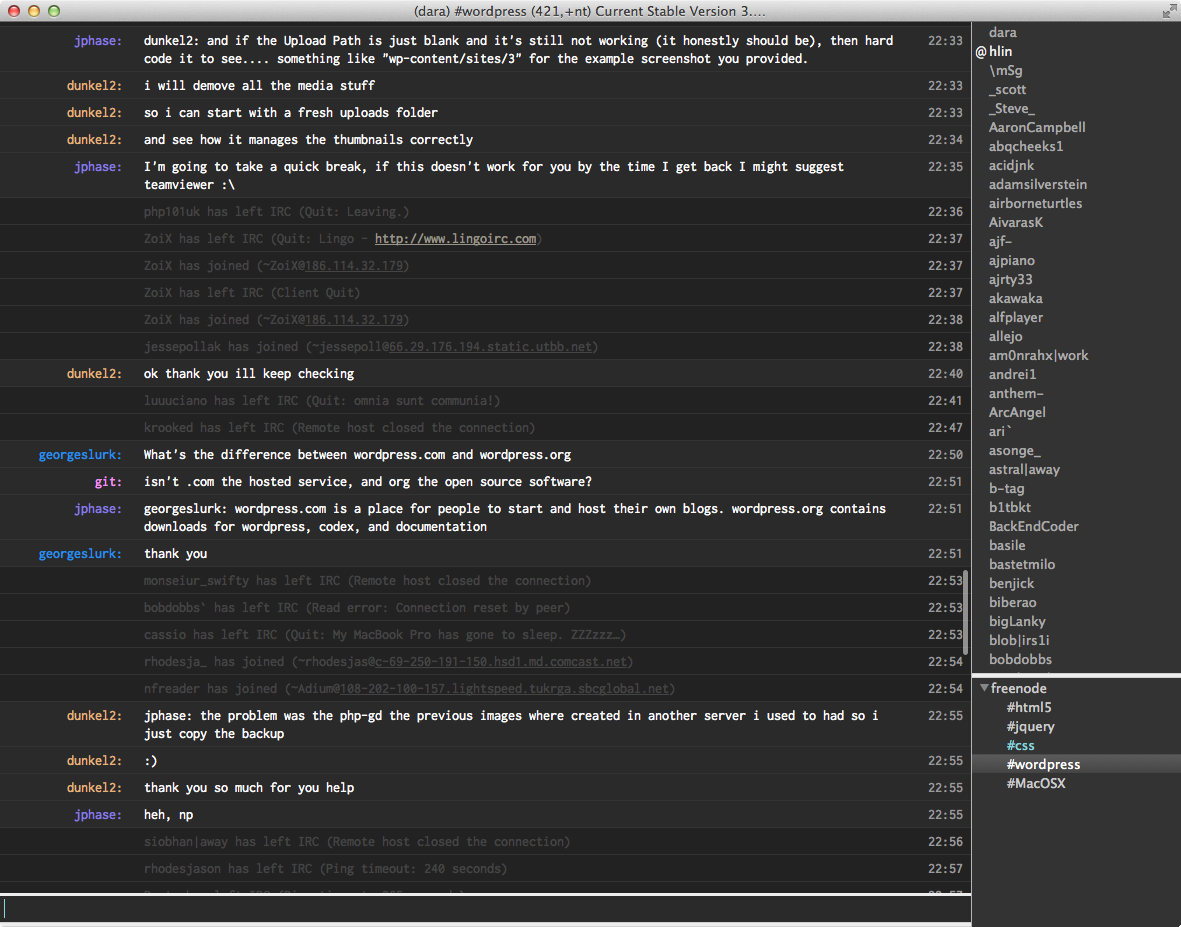 (dara) #wordpress (421,+nt) Current Stable Version 3....
jphase: dunkel2: and if the Upload Path is just blank and it's still not working (it honestly should be), then hard 22:33
code it to see.... something like "wp-content/sites/3" for the example screenshot you provided.
dunkel2: i will demove all the media stuff 22:33
dunkel2: so i can start with a fresh uploads folder 22:33
dunkel2: and see how it manages the thumbnails correctly 22:34
jphase: I'm going to take a quick break, if this doesn't work for you by the time I get back I might suggest 22:35
teamviewer :\
php101uk has left IRC (Quit: Leaving.) 22:36
ZoiX has left IRC (Quit: Lingo - http://www.lingoirc.com) 22:37
ZoiX has joined (~ZoiX@186.114.32.179) 22:37
ZoiX has left IRC (Client Quit) 22:37
ZoiX has joined (~ZoiX@186.114.32.179) 22:38
jessepollak has joined (~jessepoll@66.29.176.194.static.utbb.net) 22:38
dunkel2: ok thank you ill keep checking 22:40
luuuciano has left IRC (Quit: omnia sunt communia!) 22:41
krooked has left IRC (Remote host closed the connection) 22:47
georgeslurk: What's the difference between wordpress.com and wordpress.org 22:50
git: isn't .com the hosted service, and org the open source software? 22:51
jphase: georgeslurk: wordpress.com is a place for people to start and host their own blogs. wordpress.org contains 22:51
downloads for wordpress, codex, and documentation
georgeslurk: thank you 22:51
monseiur_swifty has left IRC (Remote host closed the connection) 22:53
bobdobbs` has left IRC (Read error: Connection reset by peer) 22:53
cassio has left IRC (Quit: My MacBook Pro has gone to sleep. ZZZzzz…) 22:53
rhodesja_ has joined (~rhodesjas@c-69-250-191-150.hsd1.md.comcast.net) 22:54
nfreader has joined (~Adium@108-202-100-157.lightspeed.tukrga.sbcglobal.net) 22:54
dunkel2: jphase: the problem was the php-gd the previous images where created in another server i used to had so i 22:55
just copy the backup
dunkel2: :) 22:55
dunkel2: thank you so much for you help 22:55
jphase: heh, np 22:55
siobhan|away has left IRC (Remote host closed the connection) 22:56
rhodesjason has left IRC (Ping timeout: 240 seconds) 22:57
dara
@hlin
\mSg
_scott
_Steve_
AaronCampbell
abqcheeks1
acidjnk
adamsilverstein
airborneturtles
AivarasK
ajf-
ajpiano
ajrty33
akawaka
alfplayer
allejo
am0nrahx|work
andrei1
anthem-
ArcAngel
ari`
asonge_
astral|away
b-tag
b1tbkt
BackEndCoder
basile
bastetmilo
benjick
biberao
bigLanky
blob|irs1i
bobdobbs
freenode
#html5
#jquery
#css
#wordpress
#MacOSX